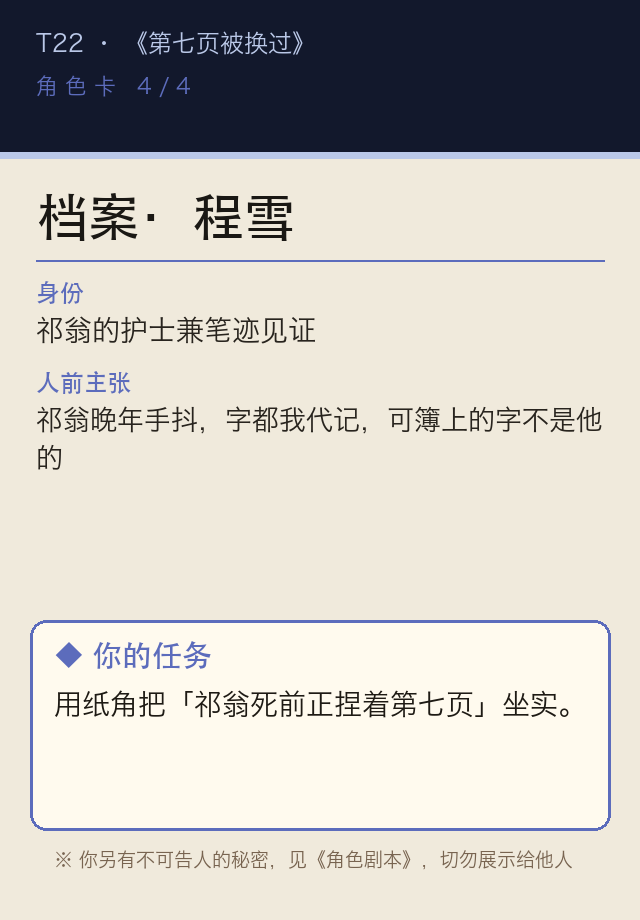 T22 · 《第七页被换过》
角色卡 4/4
档案· 程雪
身份
祁翁的护士兼笔迹见证
人前主张
祁翁晚年手抖，字都我代记，可簿上的字不是他
的
◆ 你的任务
用纸角把「祁翁死前正捏着第七页」坐实。
※ 你另有不可告人的秘密，见《角色剧本》，切勿展示给他人